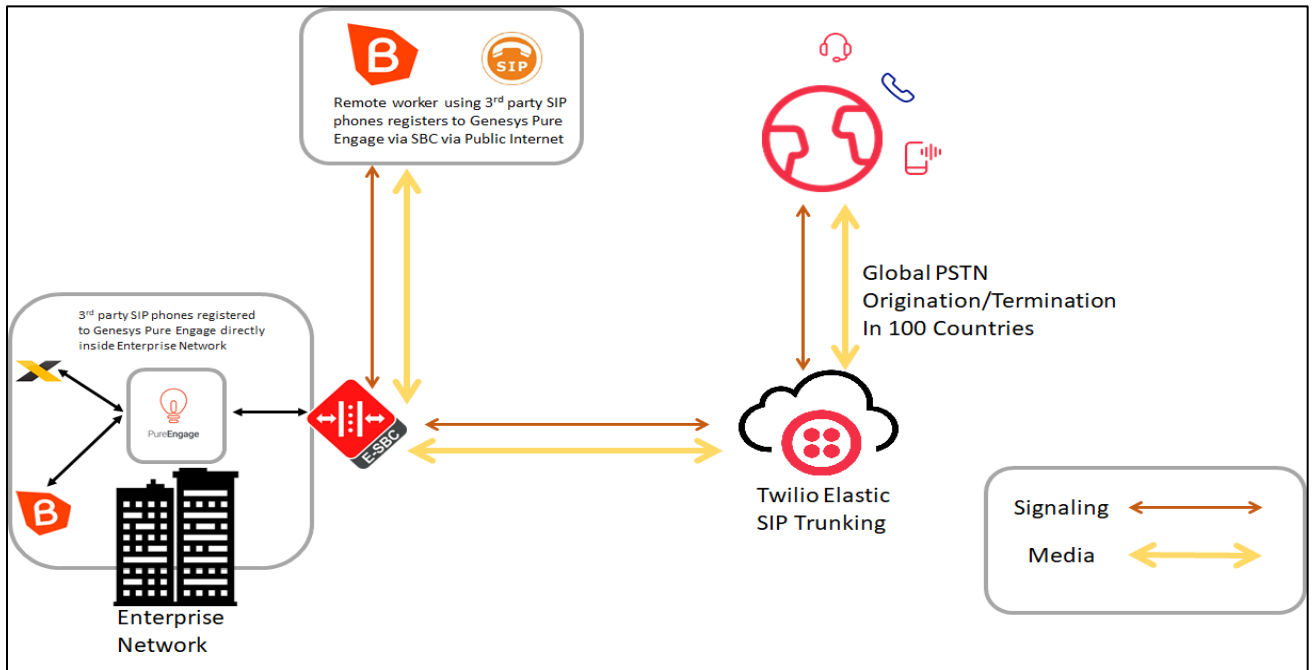 B
SIP
Remote worker using 3rd party SIP
phones registers to Genesys Pure
Engage via SBC via Public Internet
Global PSTN
Origination/Termination
In 100 Countries
3rd party SIP phones registered
to Genesys Pure Engage directly
inside Enterprise Network
PureEngage
E-SBC
B
Enterprise
Network
Twilio Elastic
SIP Trunking
Signaling
Media